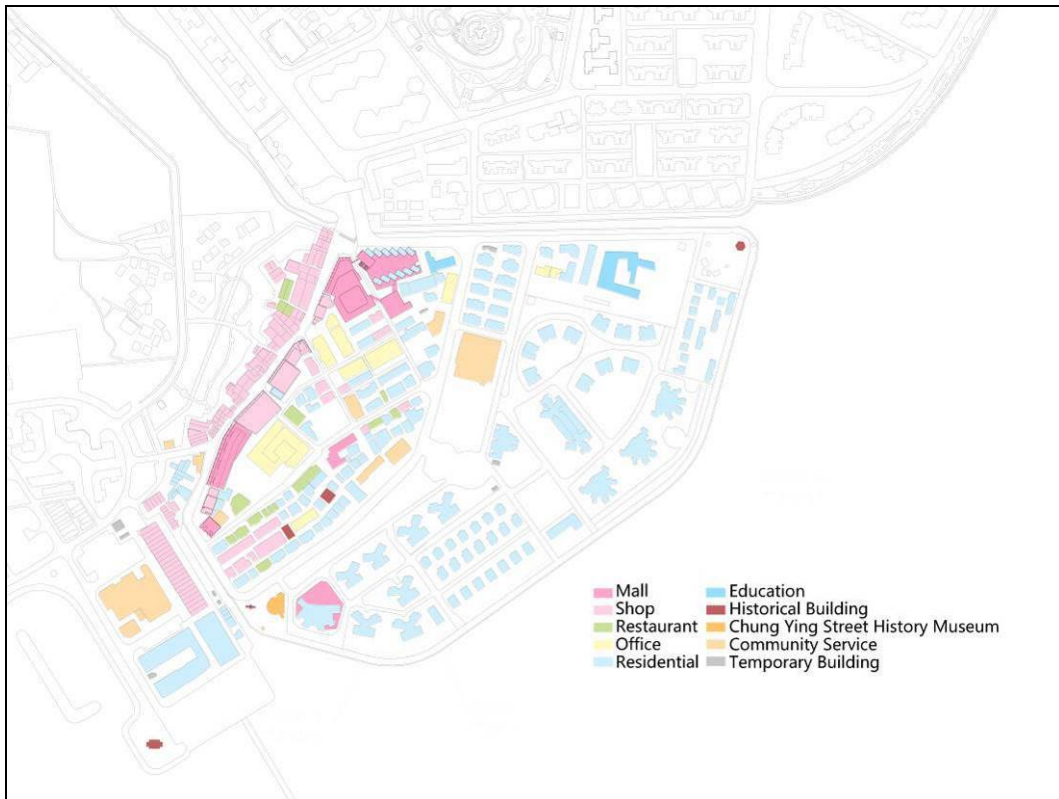 Mall
Shop
Restaurant
Office
Residential
Education
Historical Building
Chung Ying Street History Museum
Community Service
Temporary Building